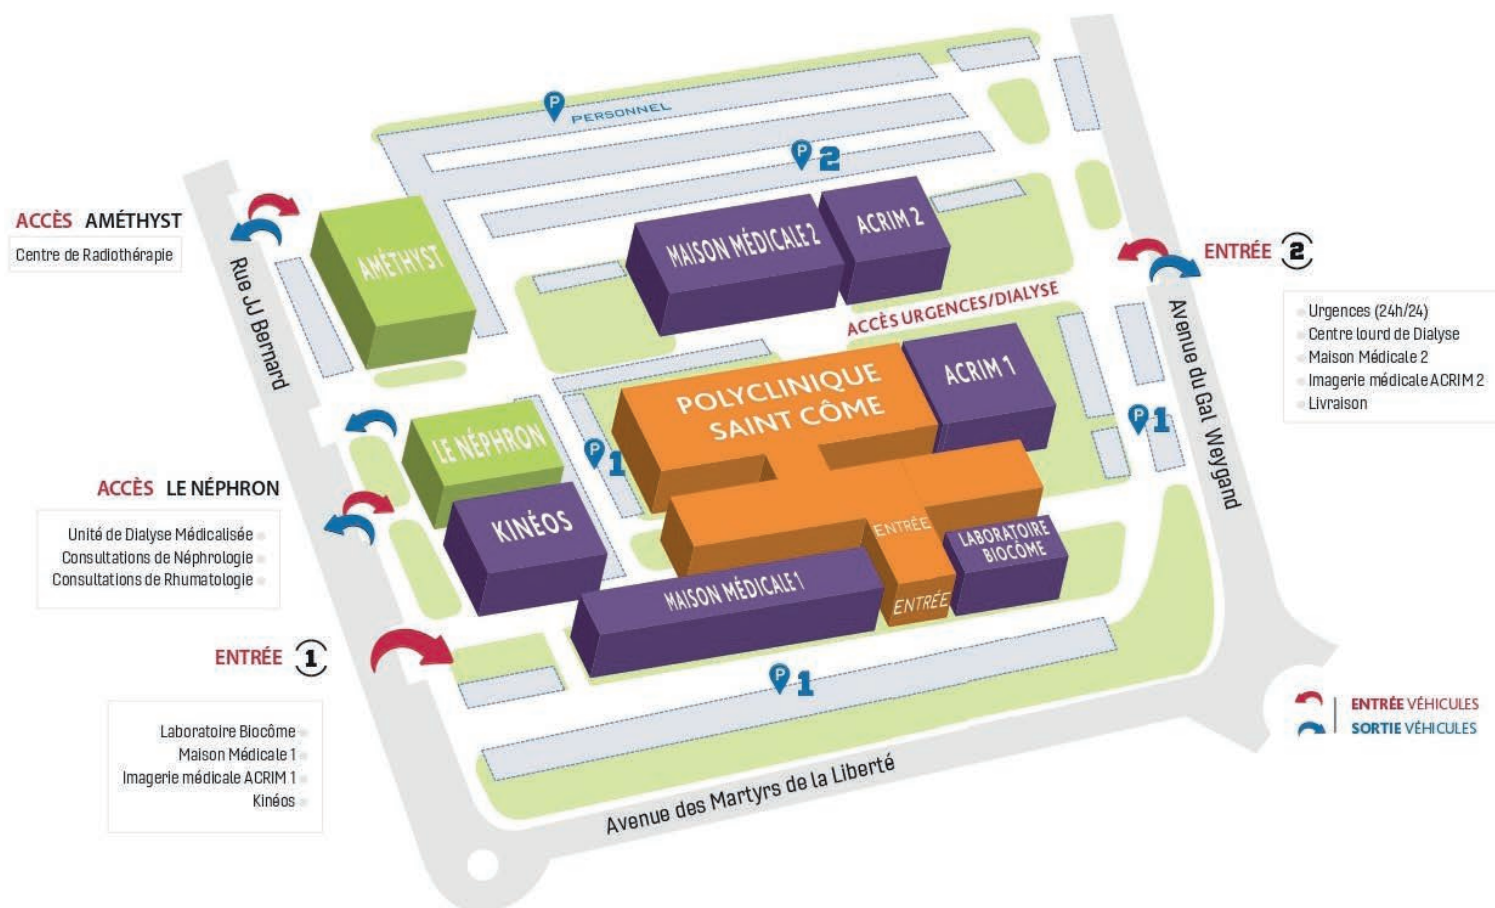 P PERSONNEL
P 2
ACCÈS AMÉTHYST
Centre de Radiothérapie
Rue JJ Bernard
AMÉTHYST
MAISON MÉDICALE 2
ACRIM 2
ENTRÉE 2
Urgences (24h/24)
Centre lourd de Dialyse
Maison Médicale 2
Imagerie médicale ACRIM 2
Livraison
Avenue du Gal Weygand
ACCÈS URGENCES/DIALYSE
POLYCLINIQUE
SAINT CÔME
ACRIM 1
P 1
LE NÉPHRON
P 1
KINÉOS
ACCÈS LE NÉPHRON
Unité de Dialyse Médicalisée
Consultations de Néphrologie
Consultations de Rhumatologie
ENTRÉE
LABORATOIRE
BIOCÔME
MAISON MÉDICALE 1
ENTRÉE
ENTRÉE 1
Laboratoire Biocôme
Maison Médicale 1
Imagerie médicale ACRIM 1
Kinéos
P 1
Avenue des Martyrs de la Liberté
ENTRÉE VÉHICULES
SORTIE VÉHICULES